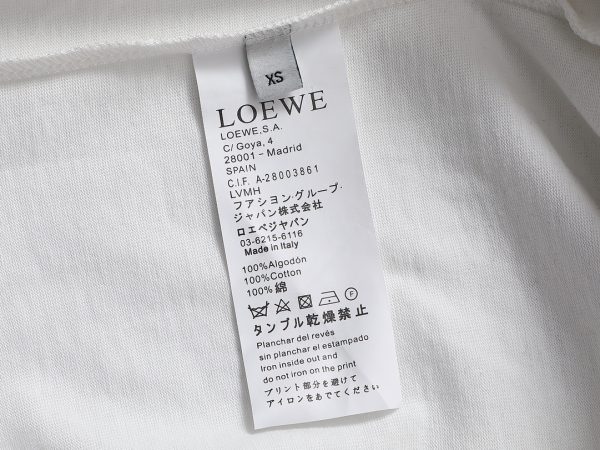 XS
LOEWE
LOEWE,S.A.
C/ Goya, 4
28001 - Madrid
SPAIN
C.I.F. A-28003861
LVMH
フアシヨン·グループ·
ジャパン株式会社
ロエベジャパン
03-6215-6116
Made in Italy
100%Algodón
100%Cotton
100% 綿
F
タンブル乾燥禁止
Planchar del revés
sin planchar el estampado
Iron inside out and
do not iron on the print
プリント部分を避けて
アイロンをあでてください